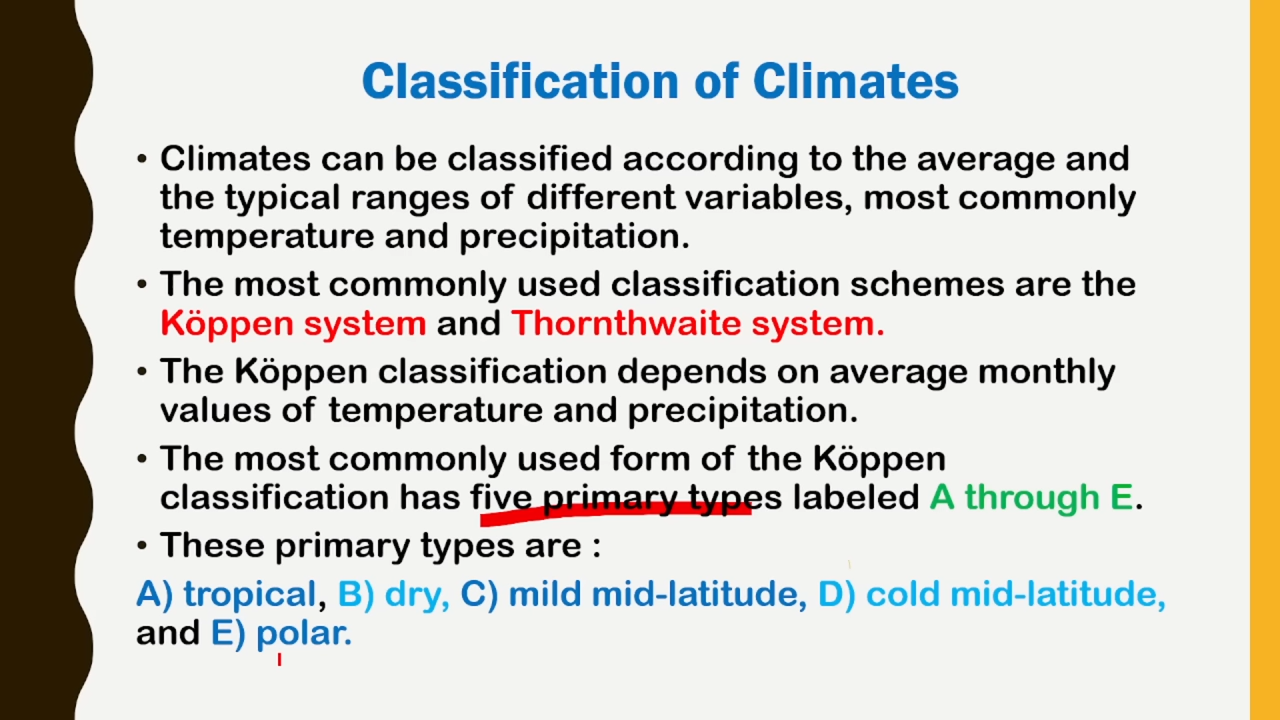 Classification of Climates
• Climates can be classified according to the average and
the typical ranges of different variables, most commonly
temperature and precipitation.
• The most commonly used classification schemes are the
Köppen system and Thornthwaite system.
• The Köppen classification depends on average monthly
values of temperature and precipitation.
• The most commonly used form of the Köppen
classification has five primary types labeled A through E.
• These primary types are :
A) tropical, B) dry, C) mild mid-latitude, D) cold mid-latitude,
and E) polar.